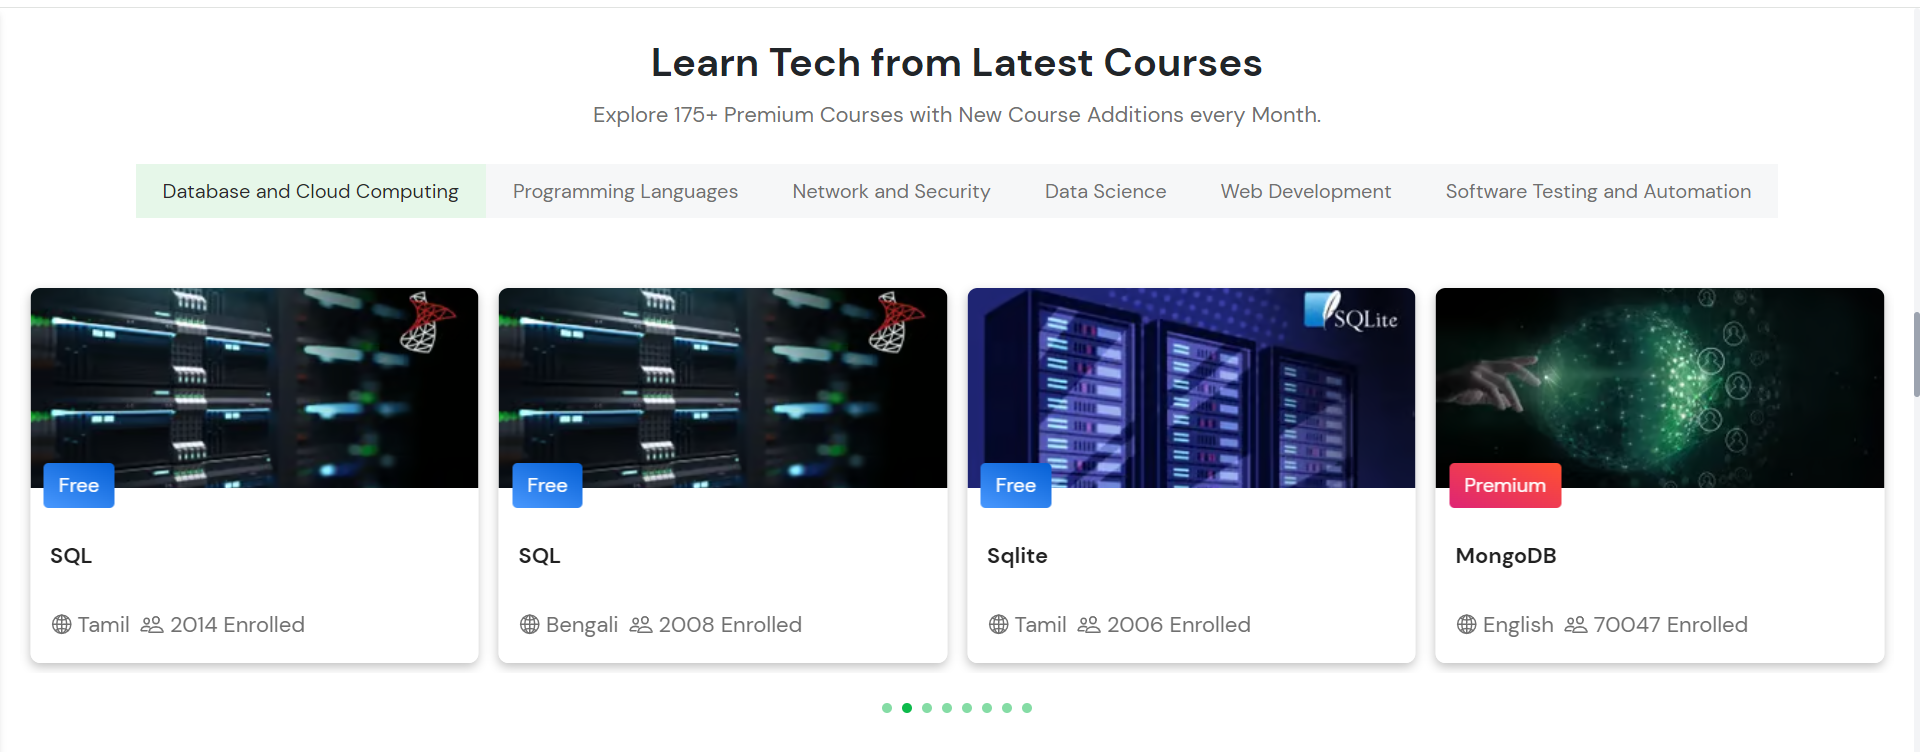 Learn Tech from Latest Courses
Explore 175+ Premium Courses with New Course Additions every Month.
Database and Cloud Computing
Programming Languages
Network and Security
Data Science
Web Development
Software Testing and Automation
Free
SQL
Tamil 2014 Enrolled
Free
SQL
Bengali 2008 Enrolled
SQLite
Free
Sqlite
Tamil 2006 Enrolled
Premium
MongoDB
English 70047 Enrolled